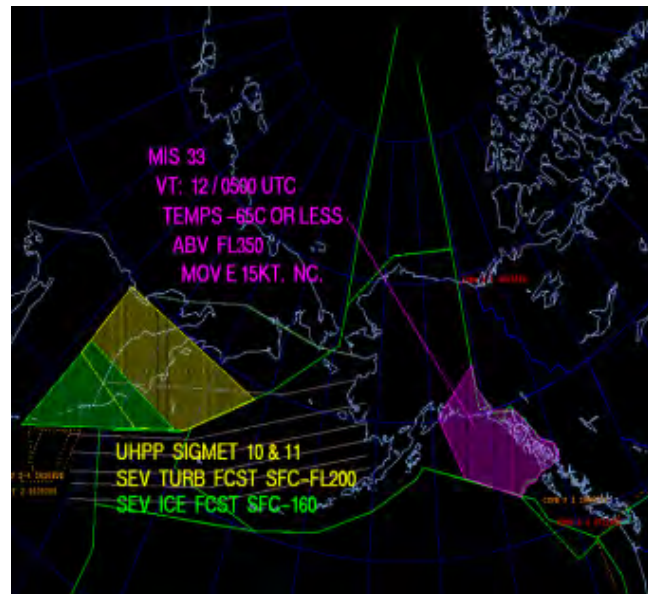 MIS 33
VT: 12/0500 UTC
TEMPS -65C OR LESS
ABV FL350
MOV E 15KT. NC.
UHPP SIGMET 10 & 11
SEV TURB FCST SFC-FL200
SEV ICE FCST SFC-160